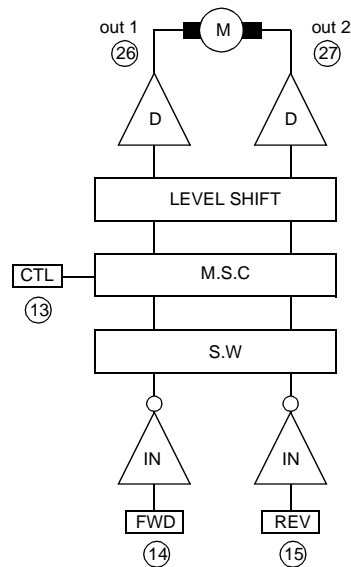 out 1 M out 2
26 27
D D
LEVEL SHIFT
CTL M.S.C
13
S.W
IN IN
FWD REV
14 15